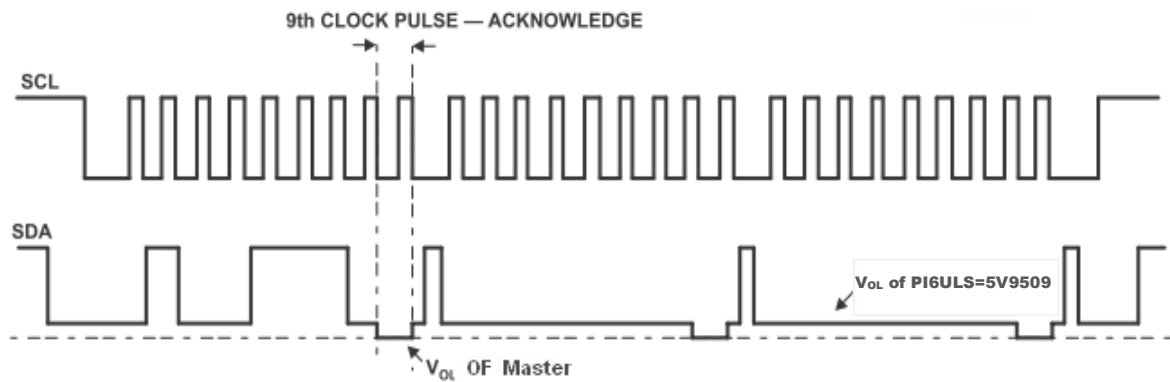 9th CLOCK PULSE — ACKNOWLEDGE
SCL
SDA
VOL of PI6ULS=5V9509
VOL OF Master